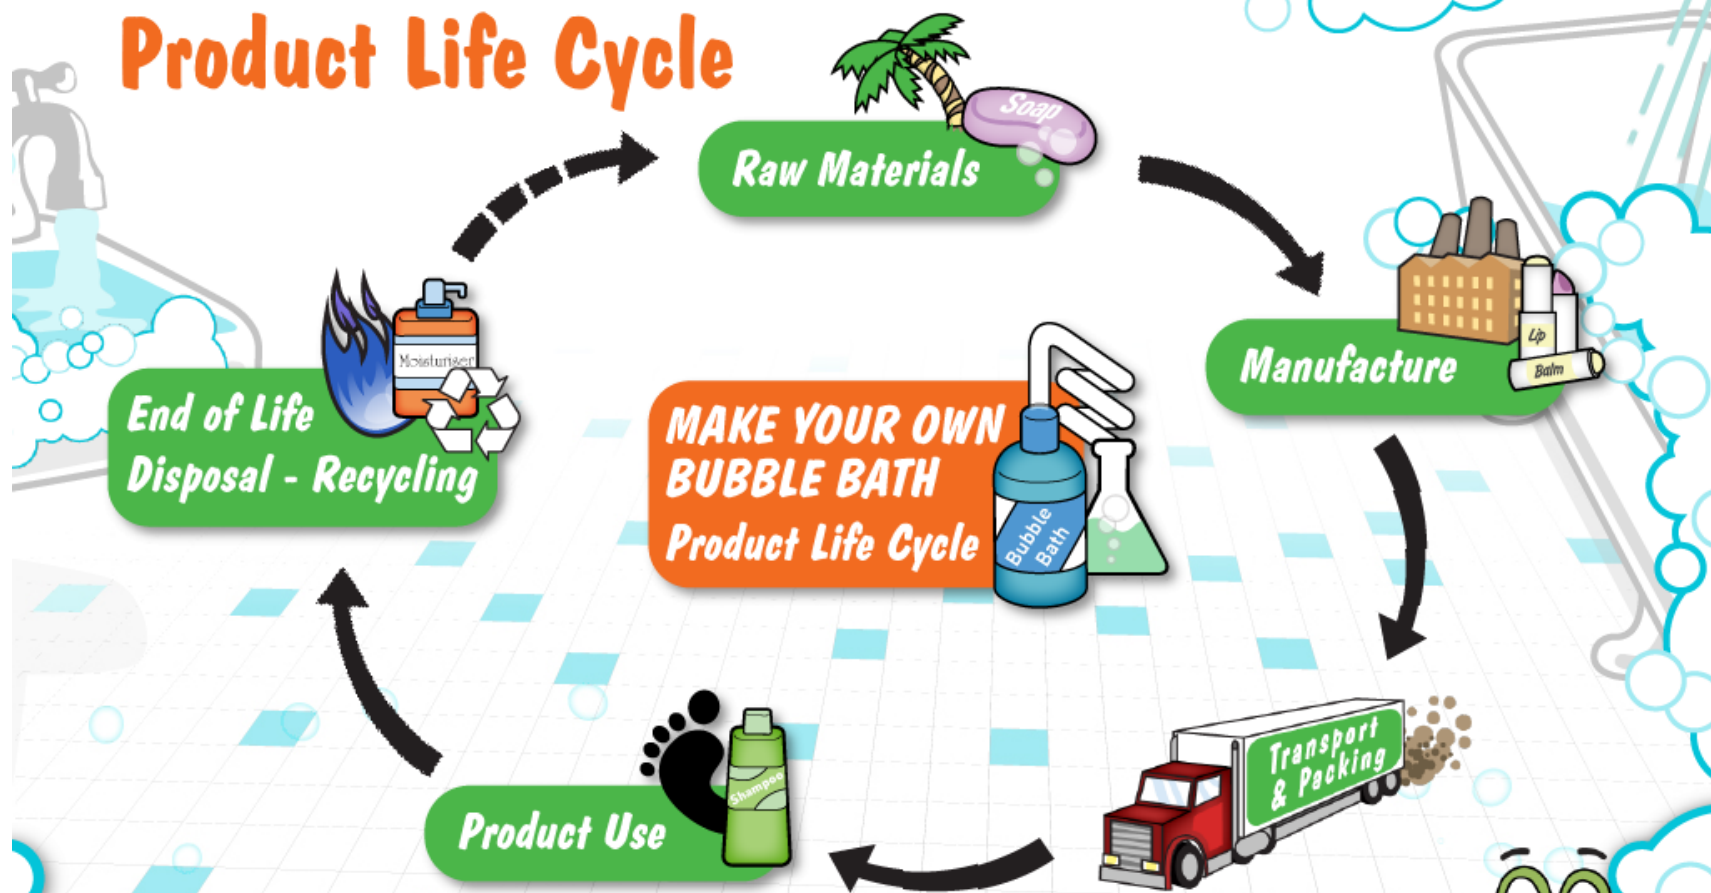 Product Life Cycle
Soap
Raw Materials
Lip
Balm
Manufacture
Moisturiser
End of Life
Disposal - Recycling
MAKE YOUR OWN
BUBBLE BATH
Product Life Cycle
Bubble
Bath
Transport
& Packing
Shampoo
Product Use